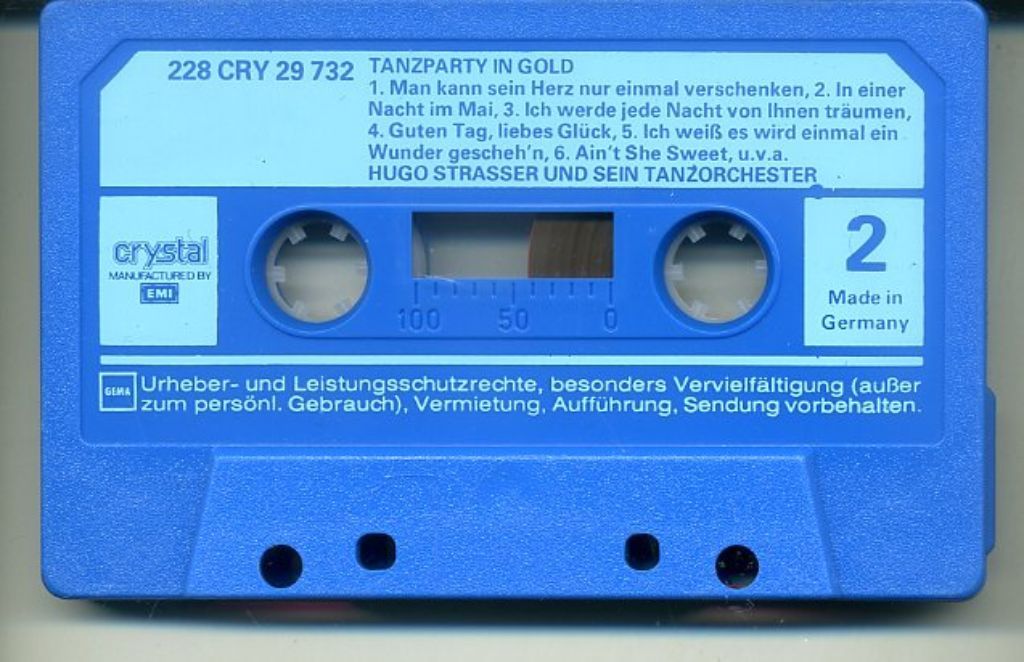 228 CRY 29 732
TANZPARTY IN GOLD
1. Man kann sein Herz nur einmal verschenken, 2. In einer
Nacht im Mai, 3. Ich werde jede Nacht von Ihnen träumen,
4. Guten Tag, liebes Glück, 5. Ich weiß es wird einmal ein
Wunder gescheh'n, 6. Ain't She Sweet, u.v.a.
HUGO STRASSER UND SEIN TANZORCHESTER
crystal
MANUFACTURED BY
EMI
100 50 0
2
Made in
Germany
GEMA
Urheber- und Leistungsschutzrechte, besonders Vervielfältigung (außer
zum persönl. Gebrauch), Vermietung, Aufführung, Sendung vorbehalten.